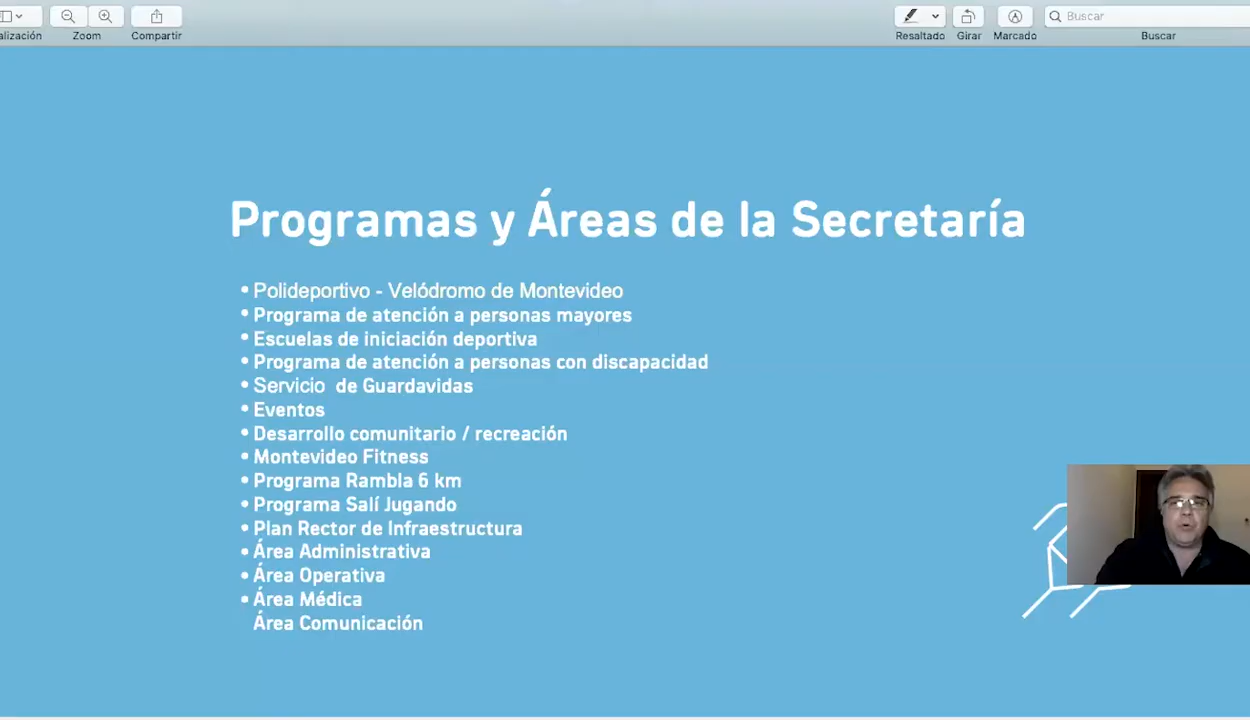 alización
Zoom
Compartir
Resaltado
Girar
Marcado
Buscar
Buscar
Programas y Áreas de la Secretaría
• Polideportivo - Velódromo de Montevideo
• Programa de atención a personas mayores
• Escuelas de iniciación deportiva
• Programa de atención a personas con discapacidad
• Servicio de Guardavidas
• Eventos
• Desarrollo comunitario / recreación
• Montevideo Fitness
• Programa Rambla 6 km
• Programa Salí Jugando
• Plan Rector de Infraestructura
• Área Administrativa
• Área Operativa
• Área Médica
Área Comunicación